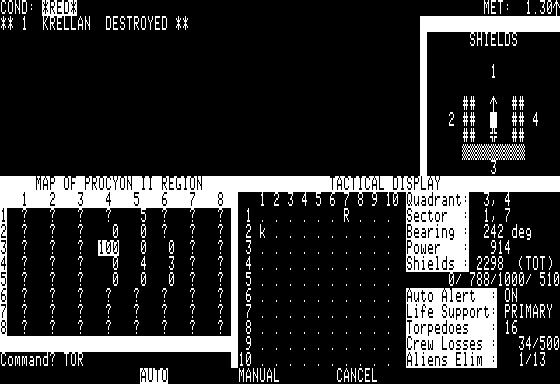 COND: *RED* MET: 1.30↑
** 1 KRELLAN DESTROYED **
SHIELDS
1
## ↑ ##
2 ## ## 4
## ##
3
MAP OF PROCYON II REGION
1 2 3 4 5 6 7 8
1 ? ? ? ? 5 ? ? ?
2 ? ? ? 0 0 ? ? ?
3 ? ? ? 100 0 0 ? ?
4 ? ? ? 0 4 3 ? ?
5 ? ? ? 0 0 0 ? ?
6 ? ? ? ? ? ? ? ?
7 ? ? ? ? ? ? ? ?
8 ? ? ? ? ? ? ? ?
TACTICAL DISPLAY
1 2 3 4 5 6 7 8 9 10
1 . . . . . . R . . .
2 k . . . . . . . . .
3 . . . . . . . . . .
4 . . . . . . . . . .
5 . . . . . . . . . .
6 . . . . . . . . . .
7 . . . . . . . . . .
8 . . . . . . . . . .
9 . . . . . . . . . .
10 . . . . . . . . . .
Quadrant: 3, 4
Sector : 1, 7
Bearing : 242 deg
Power : 914
Shields : 2298 (TOT)
0/ 788/1000/ 510
Auto Alert : ON
Life Support: PRIMARY
Torpedoes : 16
Crew Losses : 34/500
Aliens Elim : 1/13
Command? TOR
AUTO MANUAL CANCEL